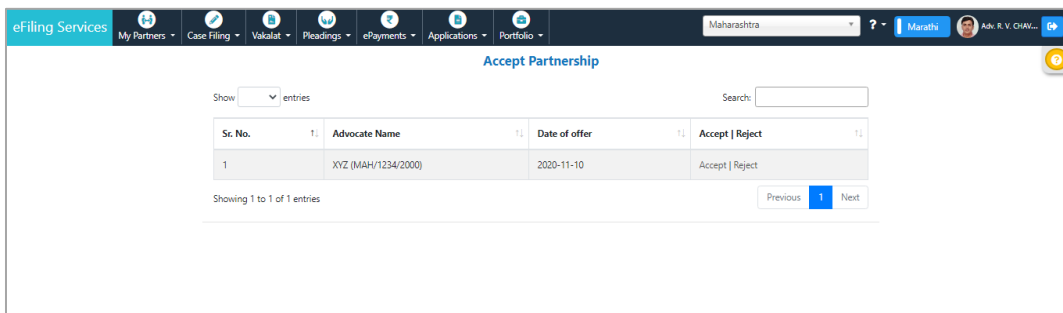 eFiling Services My Partners Case Filing Vakalat Pleadings ePayments Applications Portfolio Maharashtra ? Marathi Adv. R. V. CHAV...
Accept Partnership
Show entries Search:
Sr. No. Advocate Name Date of offer Accept | Reject
1 XYZ (MAH/1234/2000) 2020-11-10 Accept | Reject
Showing 1 to 1 of 1 entries Previous 1 Next